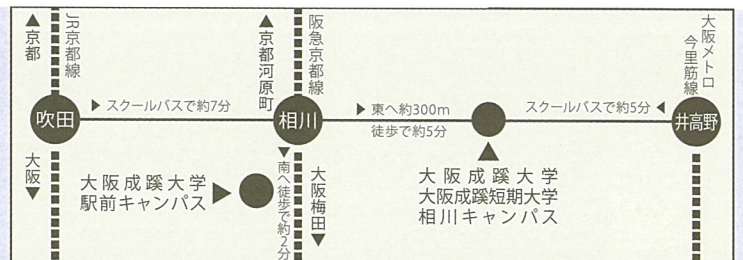 ▲京都
JR京都線
▲京都河原町
阪急京都線
大阪メトロ
今里筋線
▶ スクールバスで約7分
▶ 東へ約300m
徒歩で約5分
スクールバスで約5分 ◀
吹田
相川
井高野
大阪▼
大阪成蹊大学
駅前キャンパス
▼南へ徒歩で約2分
大阪梅田▼
大阪成蹊大学
大阪成蹊短期大学
相川キャンパス